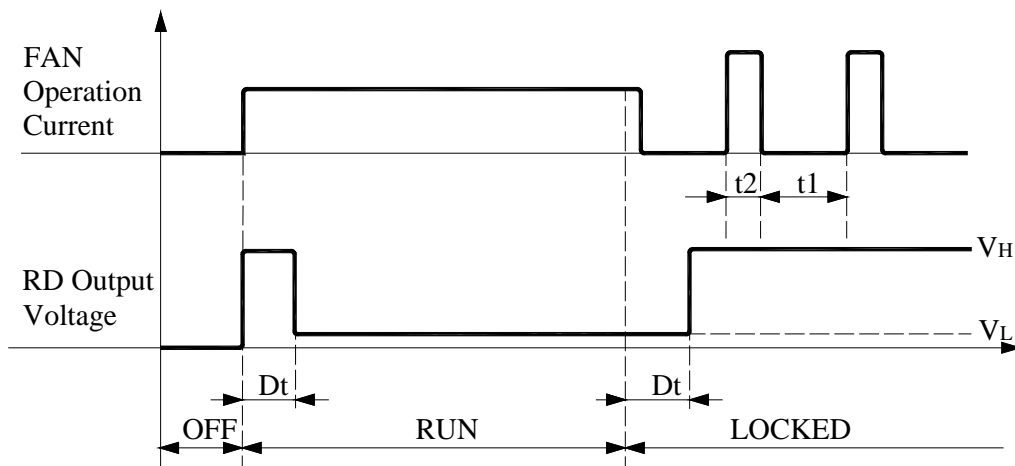 FAN
Operation
Current
t2
t1
VH
RD Output
Voltage
VL
Dt
Dt
OFF
RUN
LOCKED